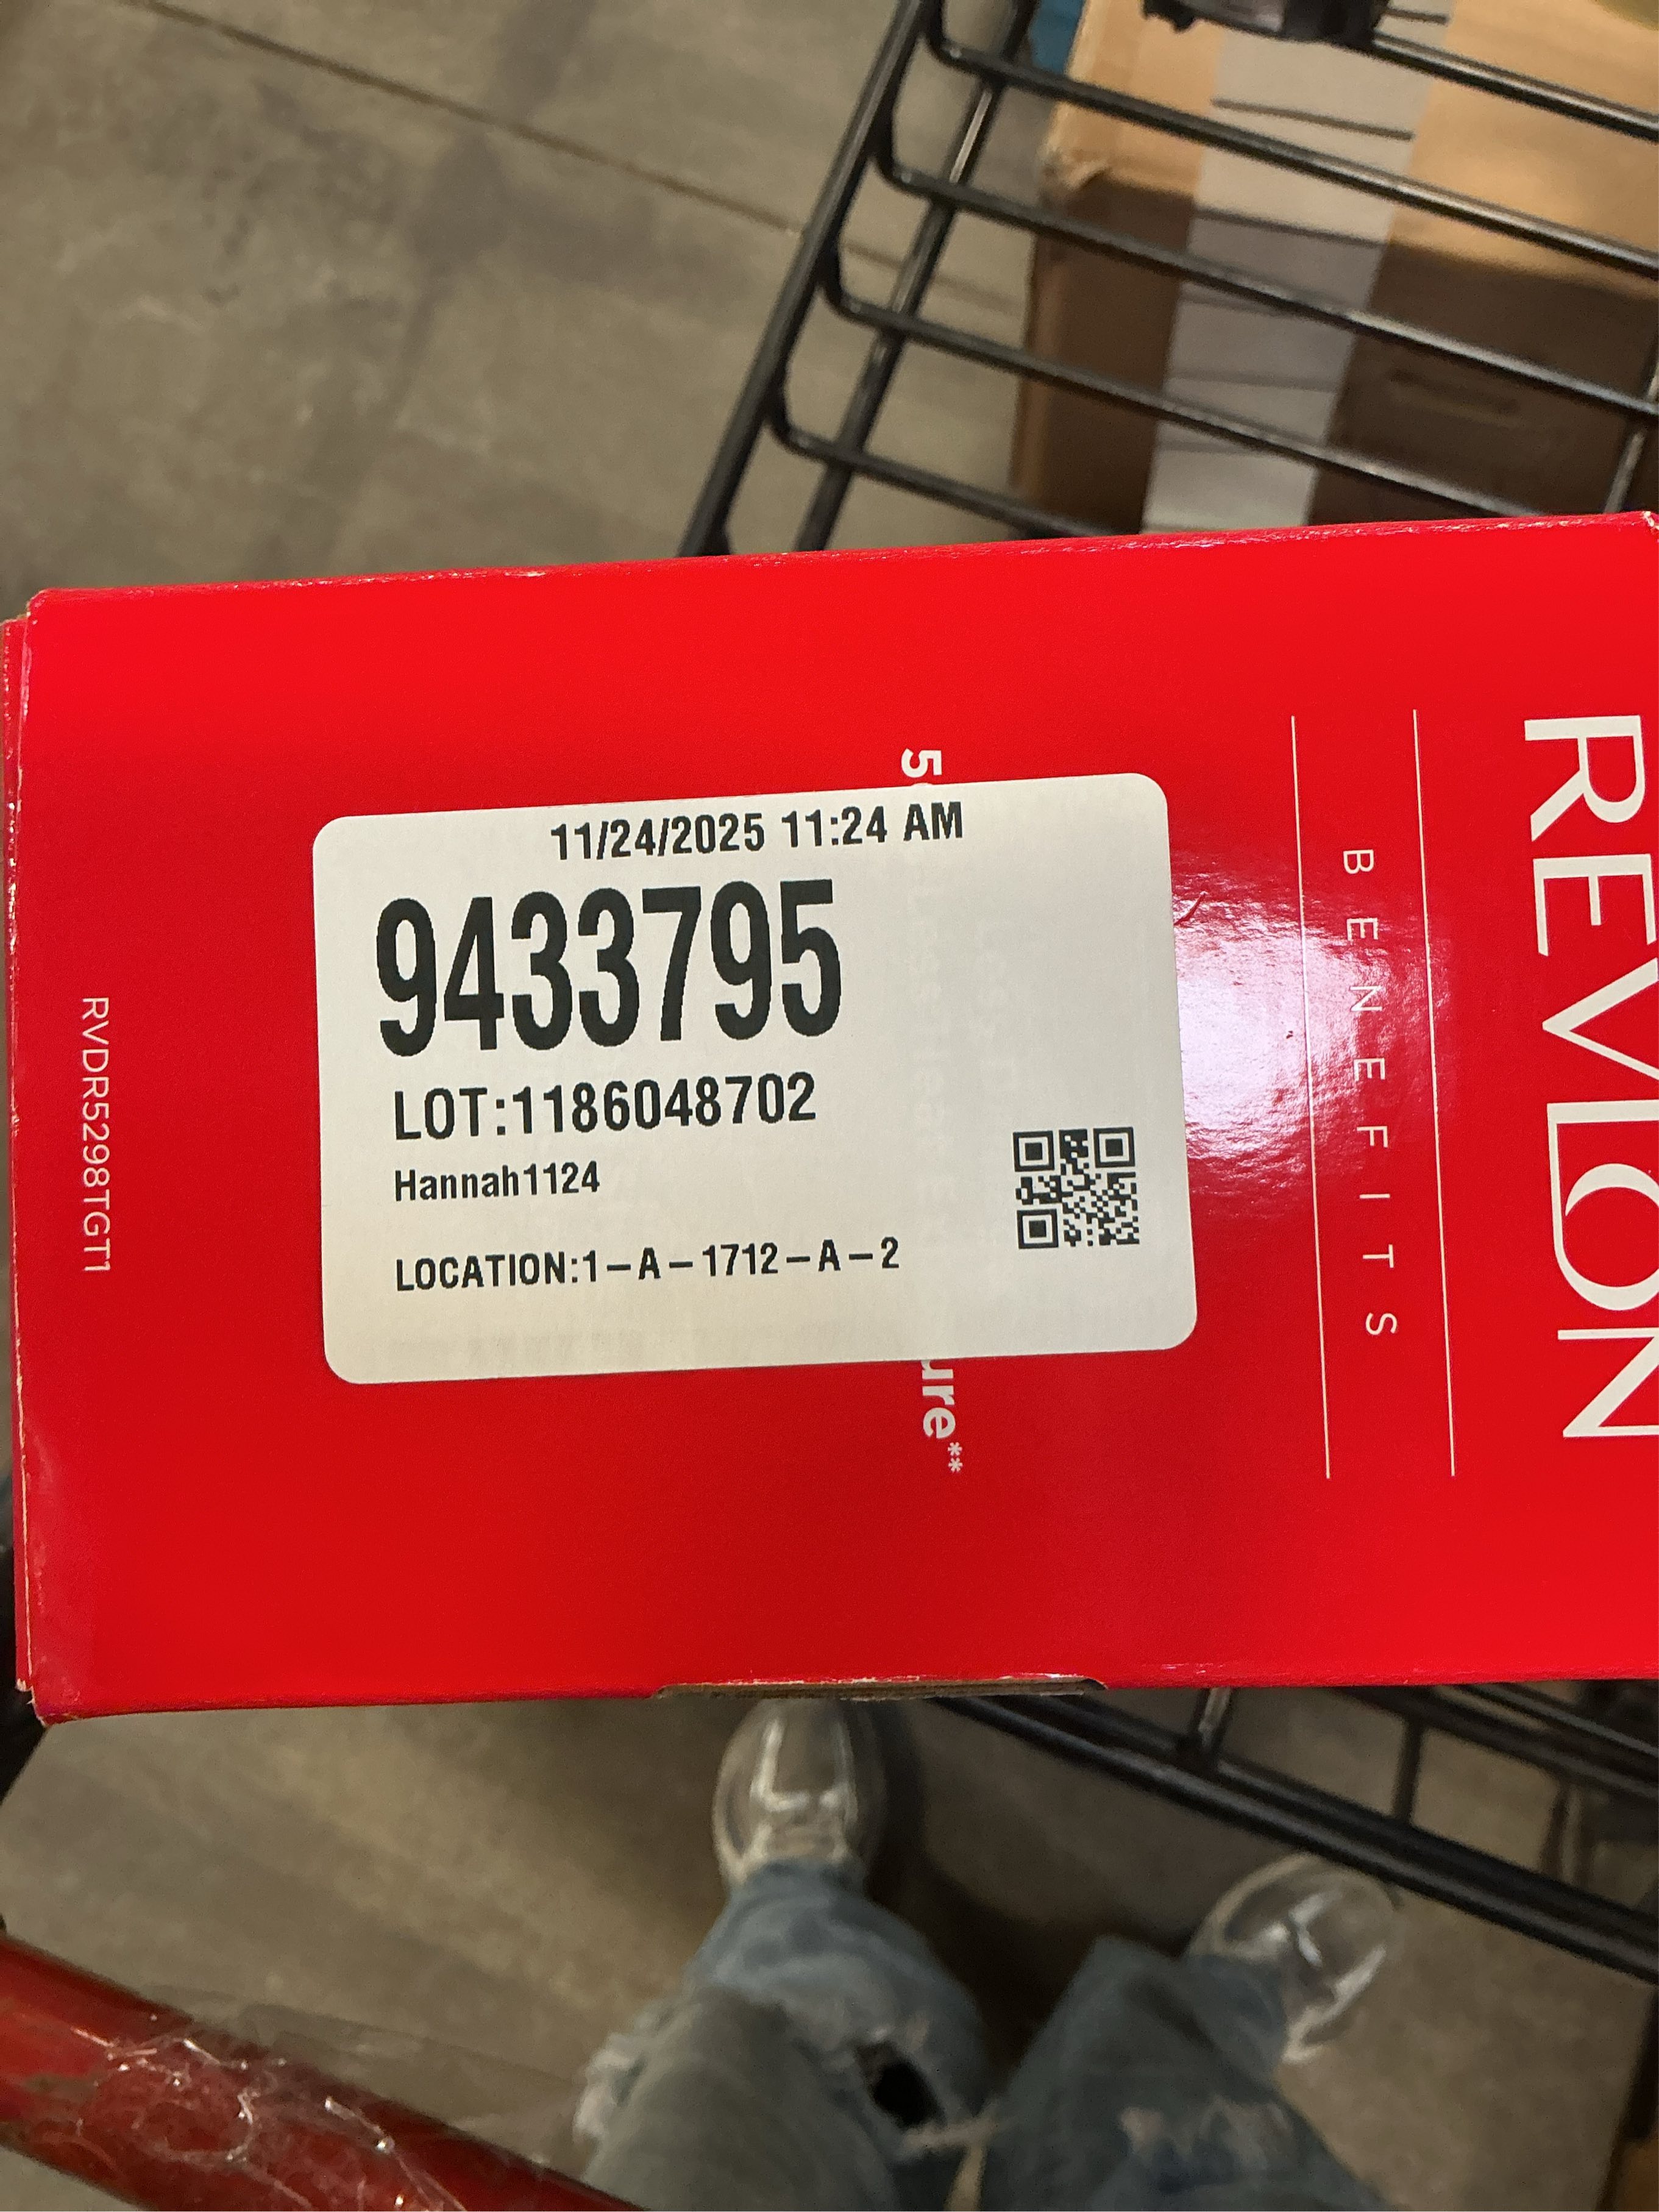 11/24/2025 11:24 AM
9433795
LOT:1186048702
Hannah1124
LOCATION:1-A-1712-A-2
RVDR5298TGT1
BENEFITS
REVLON